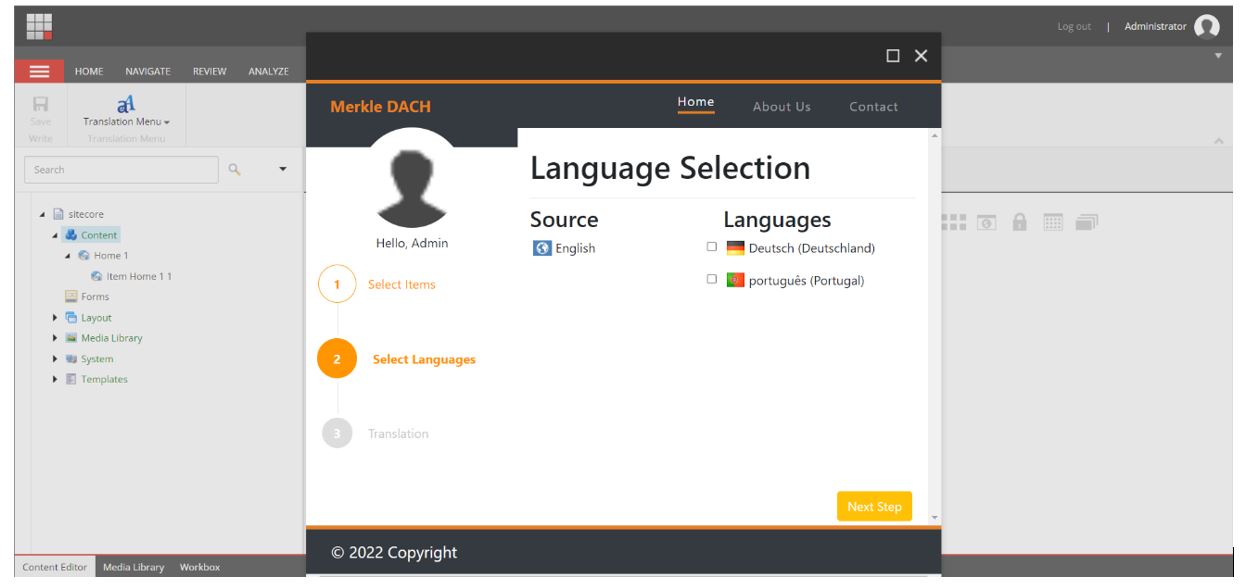 Log out | Administrator
HOME NAVIGATE REVIEW ANALYZE
Save
Write
Translation Menu
Translation Menu
Search
sitecore
Content
Home 1
Item Home 1 1
Forms
Layout
Media Library
System
Templates
Merkle DACH
Home About Us Contact
Hello, Admin
1 Select Items
2 Select Languages
3 Translation
Language Selection
Source
English
Languages
Deutsch (Deutschland)
português (Portugal)
Next Step
© 2022 Copyright
Content Editor Media Library Workbox